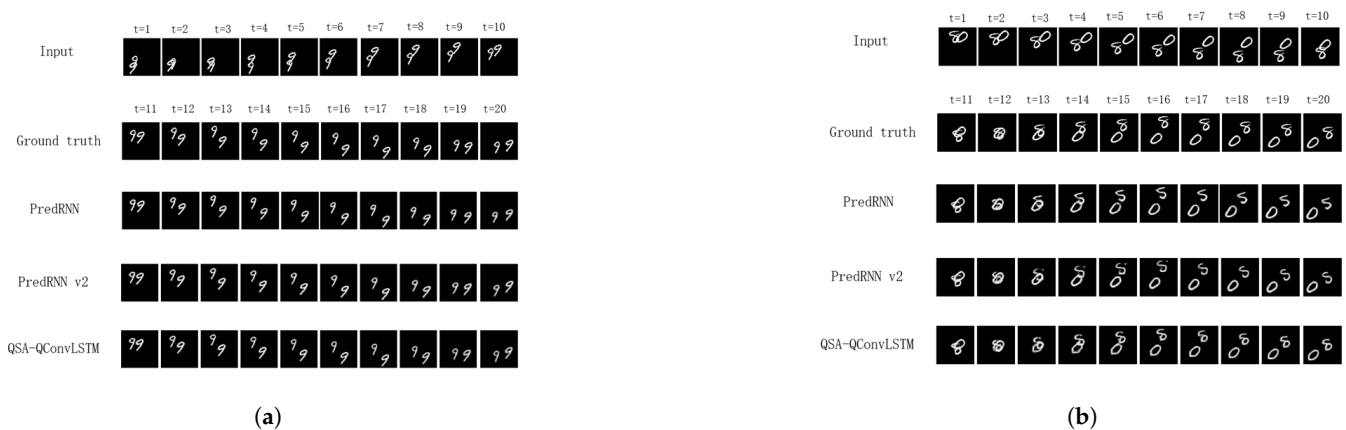 t=1 t=2 t=3 t=4 t=5 t=6 t=7 t=8 t=9 t=10
Input
t=11 t=12 t=13 t=14 t=15 t=16 t=17 t=18 t=19 t=20
Ground truth
PredRNN
PredRNN v2
QSA-QConvLSTM
(a)
t=1 t=2 t=3 t=4 t=5 t=6 t=7 t=8 t=9 t=10
Input
t=11 t=12 t=13 t=14 t=15 t=16 t=17 t=18 t=19 t=20
Ground truth
PredRNN
PredRNN v2
QSA-QConvLSTM
(b)